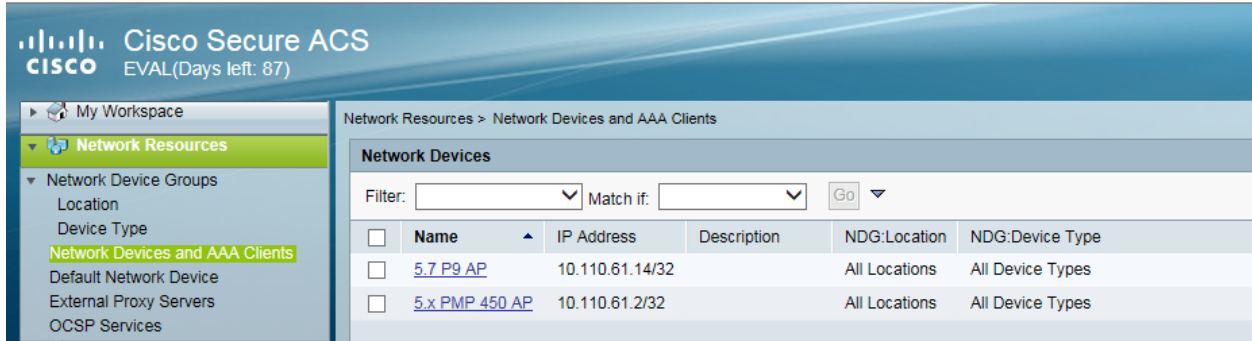 Cisco Secure ACS
CISCO EVAL(Days left: 87)
My Workspace
Network Resources
Network Device Groups
Location
Device Type
Network Devices and AAA Clients
Default Network Device
External Proxy Servers
OCSP Services
Network Resources > Network Devices and AAA Clients
Network Devices
Filter: Match if: Go
Name IP Address Description NDG:Location NDG:Device Type
5.7 P9 AP 10.110.61.14/32 All Locations All Device Types
5.x PMP 450 AP 10.110.61.2/32 All Locations All Device Types